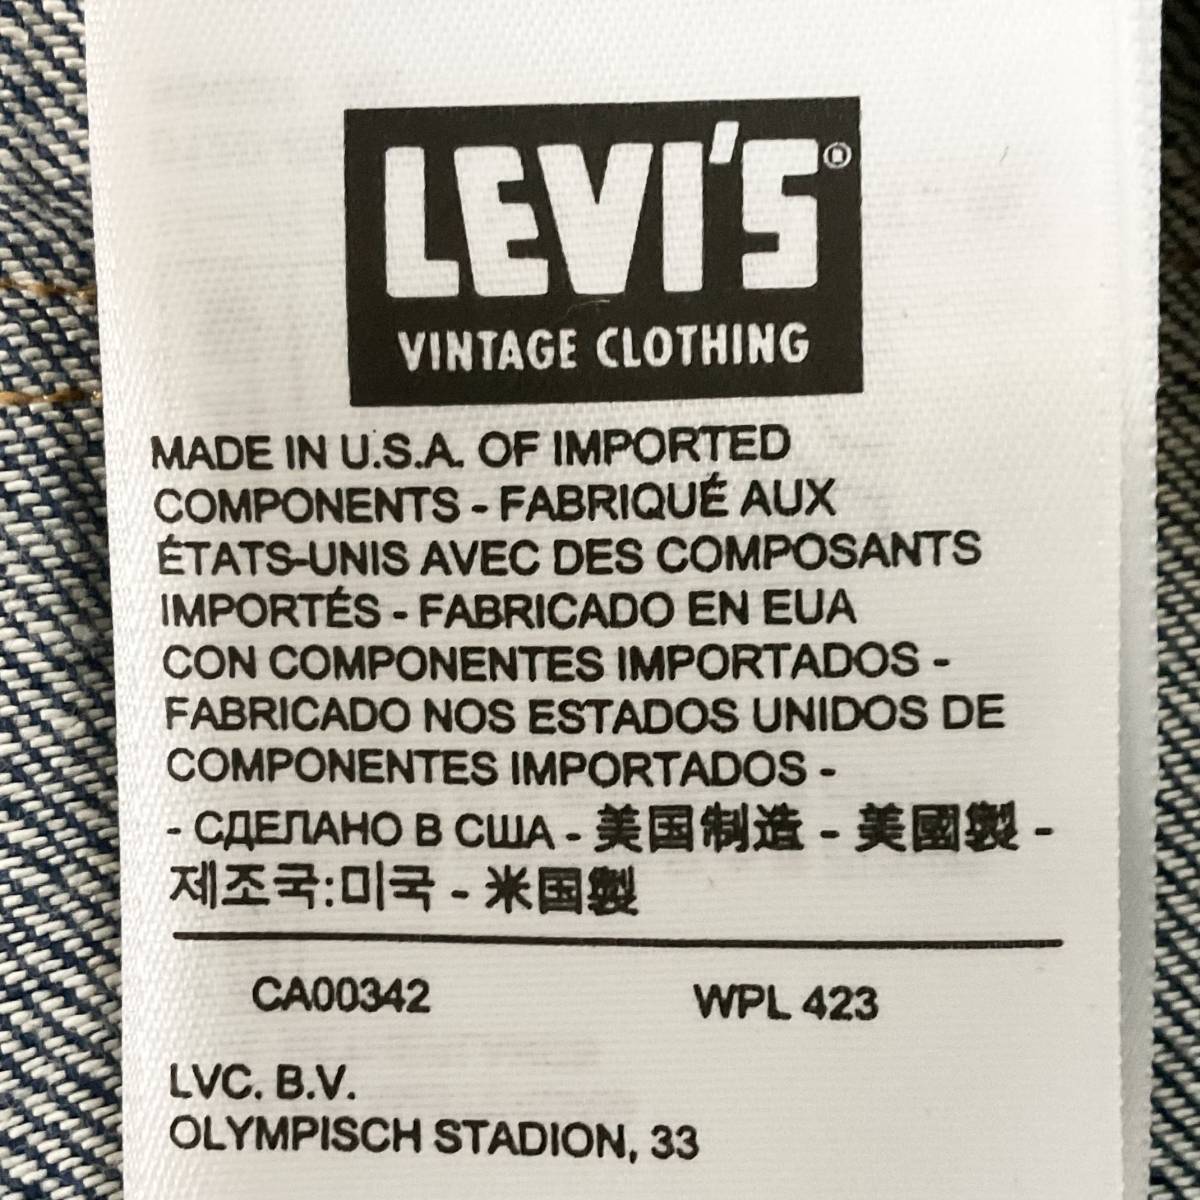 LEVI'S®
VINTAGE CLOTHING
MADE IN U.S.A. OF IMPORTED
COMPONENTS - FABRIQUÉ AUX
ÉTATS-UNIS AVEC DES COMPOSANTS
IMPORTÉS - FABRICADO EN EUA
CON COMPONENTES IMPORTADOS -
FABRICADO NOS ESTADOS UNIDOS DE
COMPONENTES IMPORTADOS -
- СДЕЛАНО В США - 美国制造 - 美國製 -
제조국:미국 - 米国製
CA00342 WPL 423
LVC. B.V.
OLYMPISCH STADION, 33